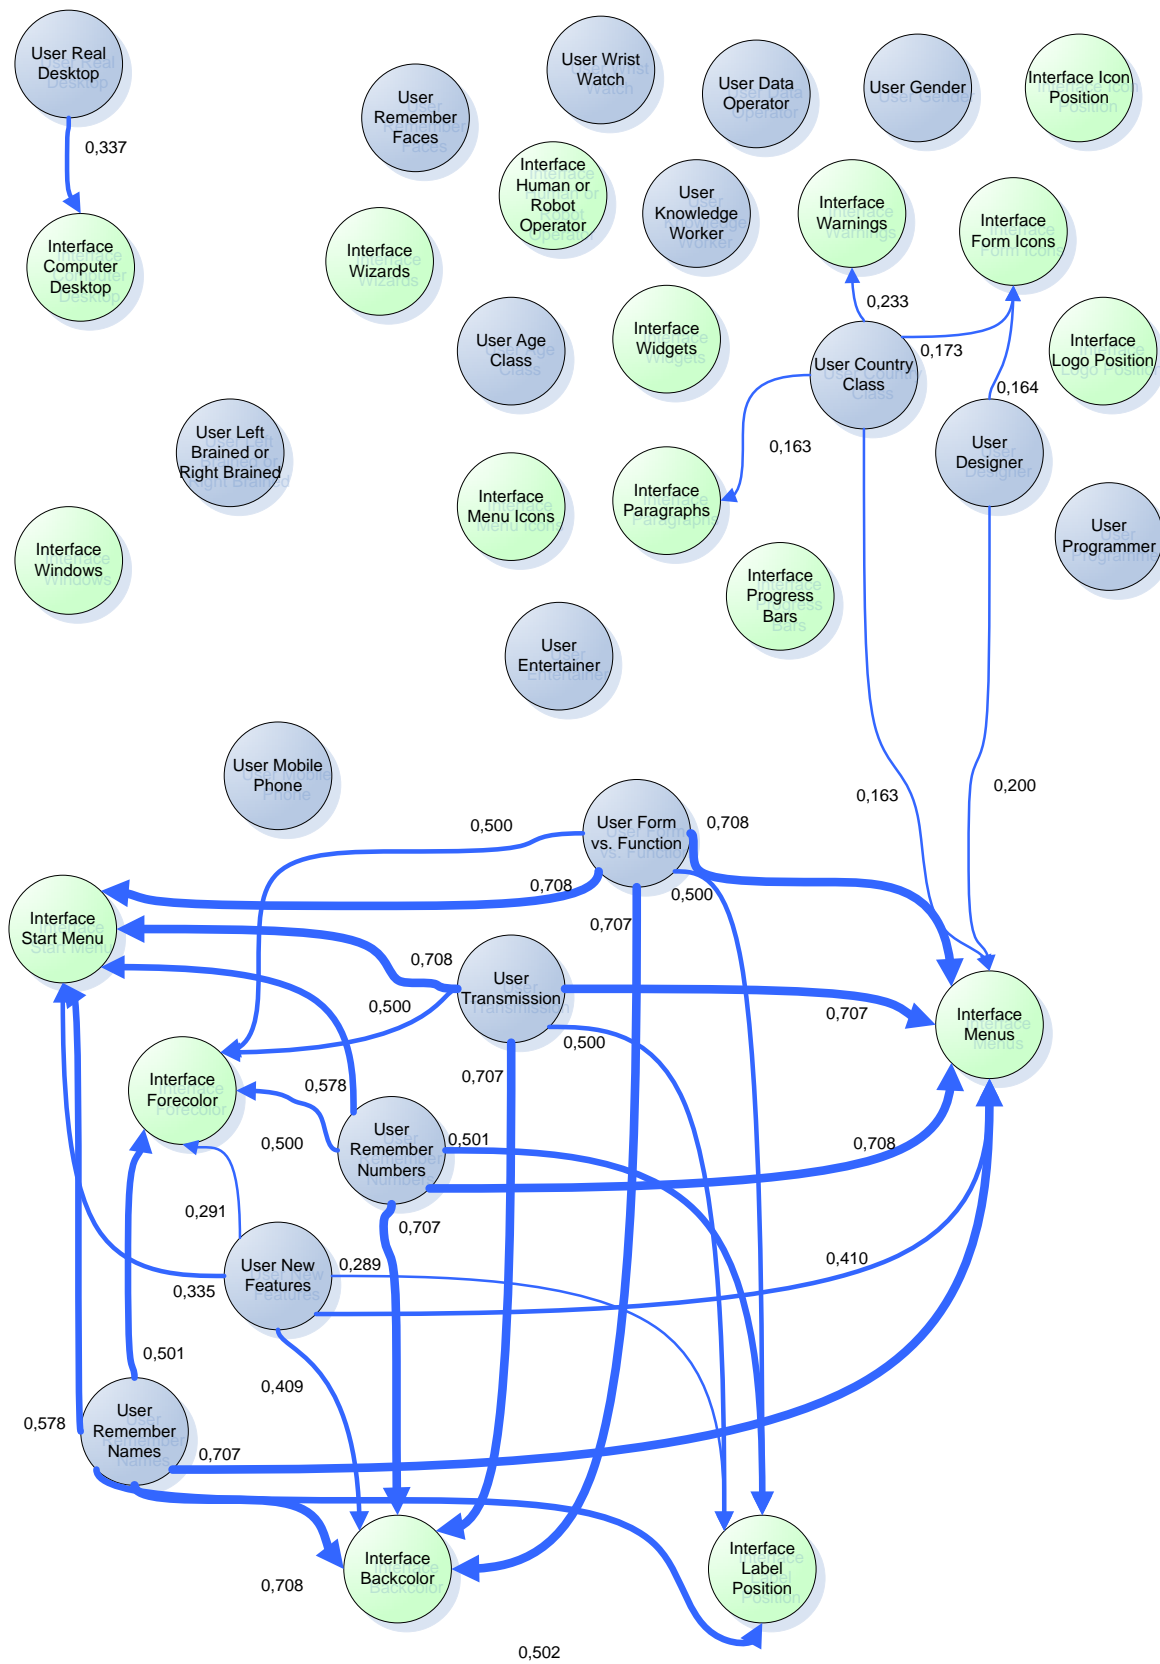 User Real
Desktop
0,337
Interface
Computer
Desktop
User
Remember
Faces
User Wrist
Watch
User Data
Operator
User Gender
Interface Icon
Position
Interface
Human or
Robot
Operator
User
Knowledge
Worker
Interface
Warnings
Interface
Form Icons
Interface
Wizards
0,233
User Age
Class
Interface
Widgets
0,173
User Country
Class
Interface
Logo Position
0,164
User Left
Brained or
Right Brained
0,163
User
Designer
Interface
Menu Icons
Interface
Paragraphs
User
Programmer
Interface
Windows
Interface
Progress
Bars
User
Entertainer
User Mobile
Phone
0,163
0,200
0,500
User Form
vs. Function
0,708
0,708
0,500
0,707
Interface
Start Menu
0,708
User
Transmission
0,500
0,707
0,500
Interface
Menus
0,707
0,578
Interface
Forecolor
0,500
User
Remember
Numbers
0,501
0,708
0,291
0,707
User New
Features
0,289
0,410
0,335
0,501
0,409
0,578
User
Remember
Names
0,707
Interface
Backcolor
Interface
Label
Position
0,708
0,502